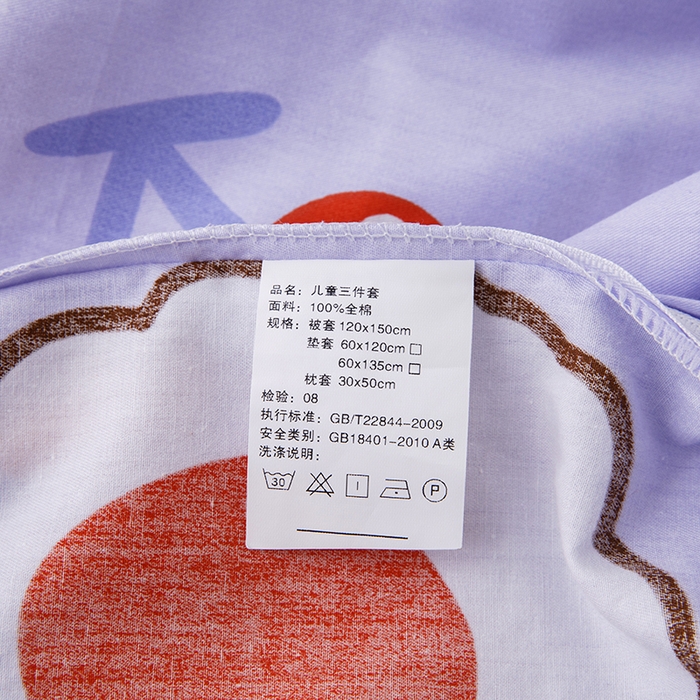 品名：儿童三件套
面料：100%全棉
规格：被套 120x150cm
垫套 60x120cm □
60x135cm □
枕套 30x50cm
检验：08
执行标准：GB/T22844-2009
安全类别：GB18401-2010 A类
洗涤说明：
30
P